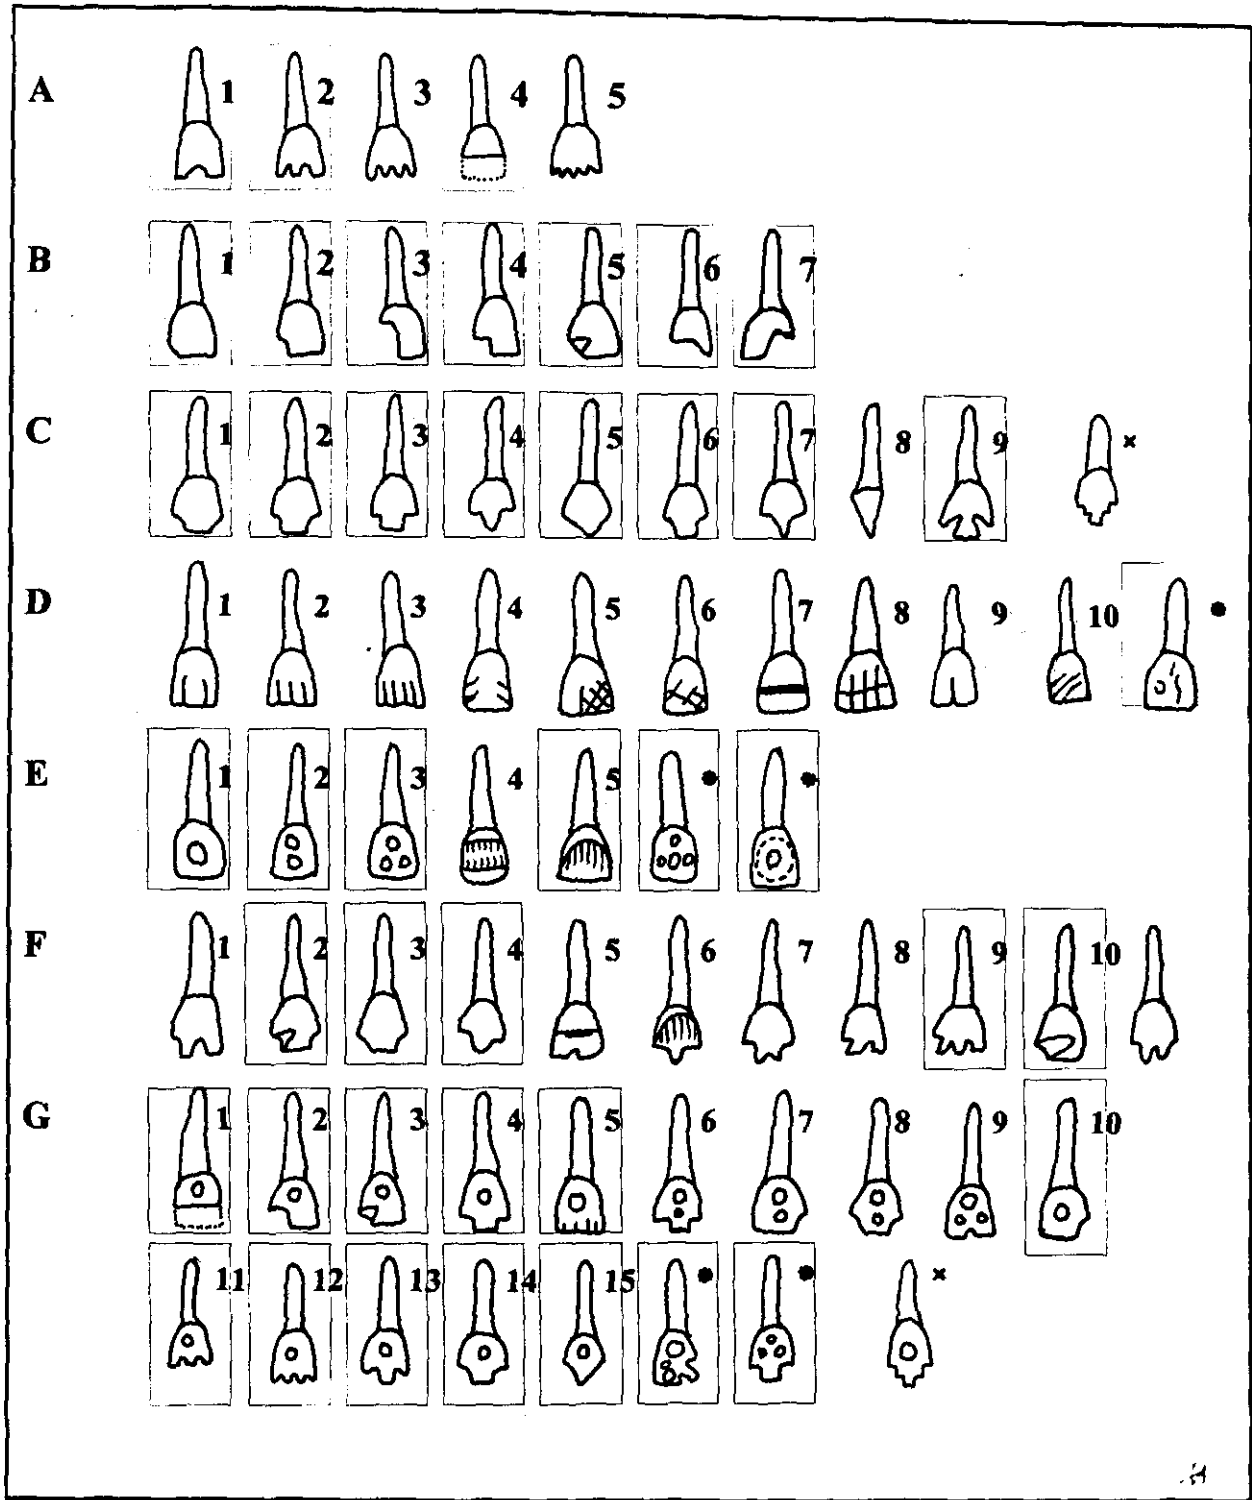 A 1 2 3 4 5
B 1 2 3 4 5 6 7
C 1 2 3 4 5 6 7 8 9 x
D 1 2 3 4 5 6 7 8 9 10 •
E 1 2 3 4 5 • •
F 1 2 3 4 5 6 7 8 9 10
G 1 2 3 4 5 6 7 8 9 10
11 12 13 14 15 • • x